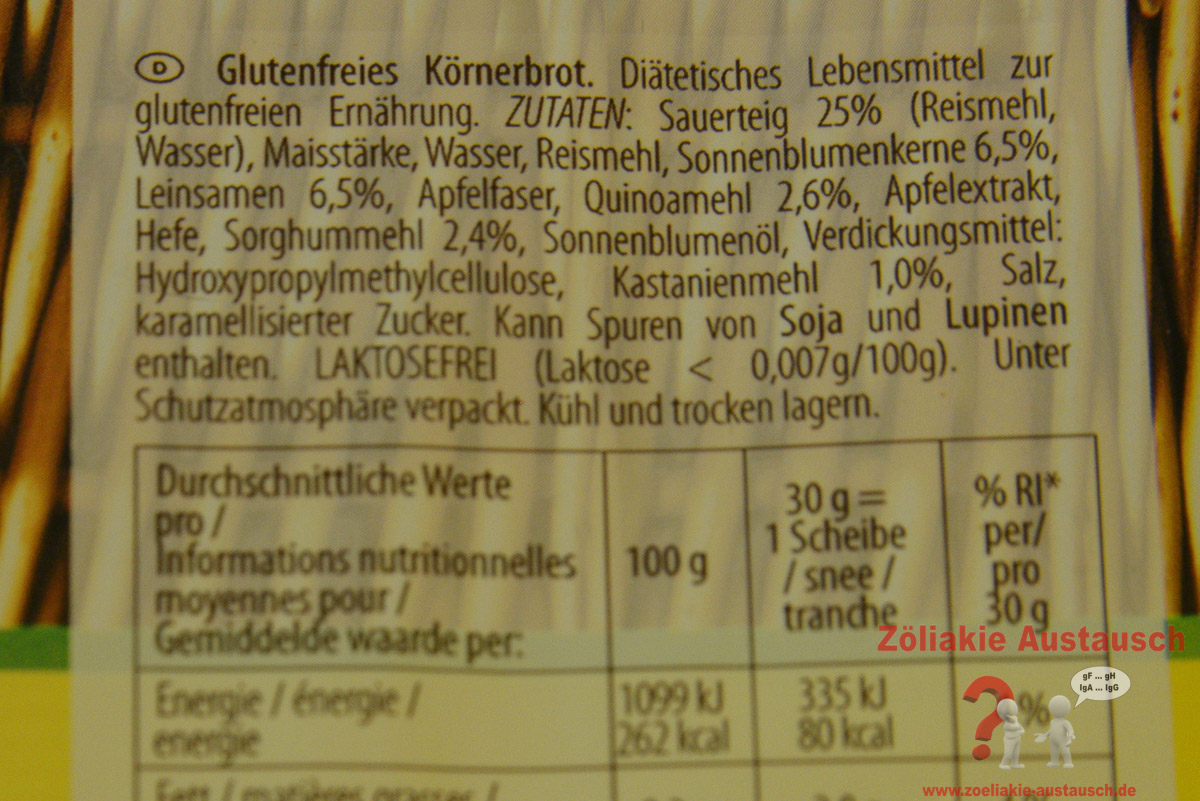 D Glutenfreies Körnerbrot. Diätetisches Lebensmittel zur
glutenfreien Ernährung. ZUTATEN: Sauerteig 25% (Reismehl,
Wasser), Maisstärke, Wasser, Reismehl, Sonnenblumenkerne 6,5%,
Leinsamen 6,5%, Apfelfaser, Quinoamehl 2,6%, Apfelextrakt,
Hefe, Sorghummehl 2,4%, Sonnenblumenöl, Verdickungsmittel:
Hydroxypropylmethylcellulose, Kastanienmehl 1,0%, Salz,
karamellisierter Zucker. Kann Spuren von Soja und Lupinen
enthalten. LAKTOSEFREI (Laktose < 0,007g/100g). Unter
Schutzatmosphäre verpackt. Kühl und trocken lagern.
Durchschnittliche Werte
pro /
Informations nutritionnelles
moyennes pour /
Gemiddelde waarde per:
100 g
30 g =
1 Scheibe
/ snee /
tranche
% RI*
per/
pro
30 g
Energie / énergie /
energie
1099 kJ
262 kcal
335 kJ
80 kcal
%
Fett / matières grasses /
Zöliakie Austausch
gF ... gH
IgA ... IgG
www.zoeliakie-austausch.de